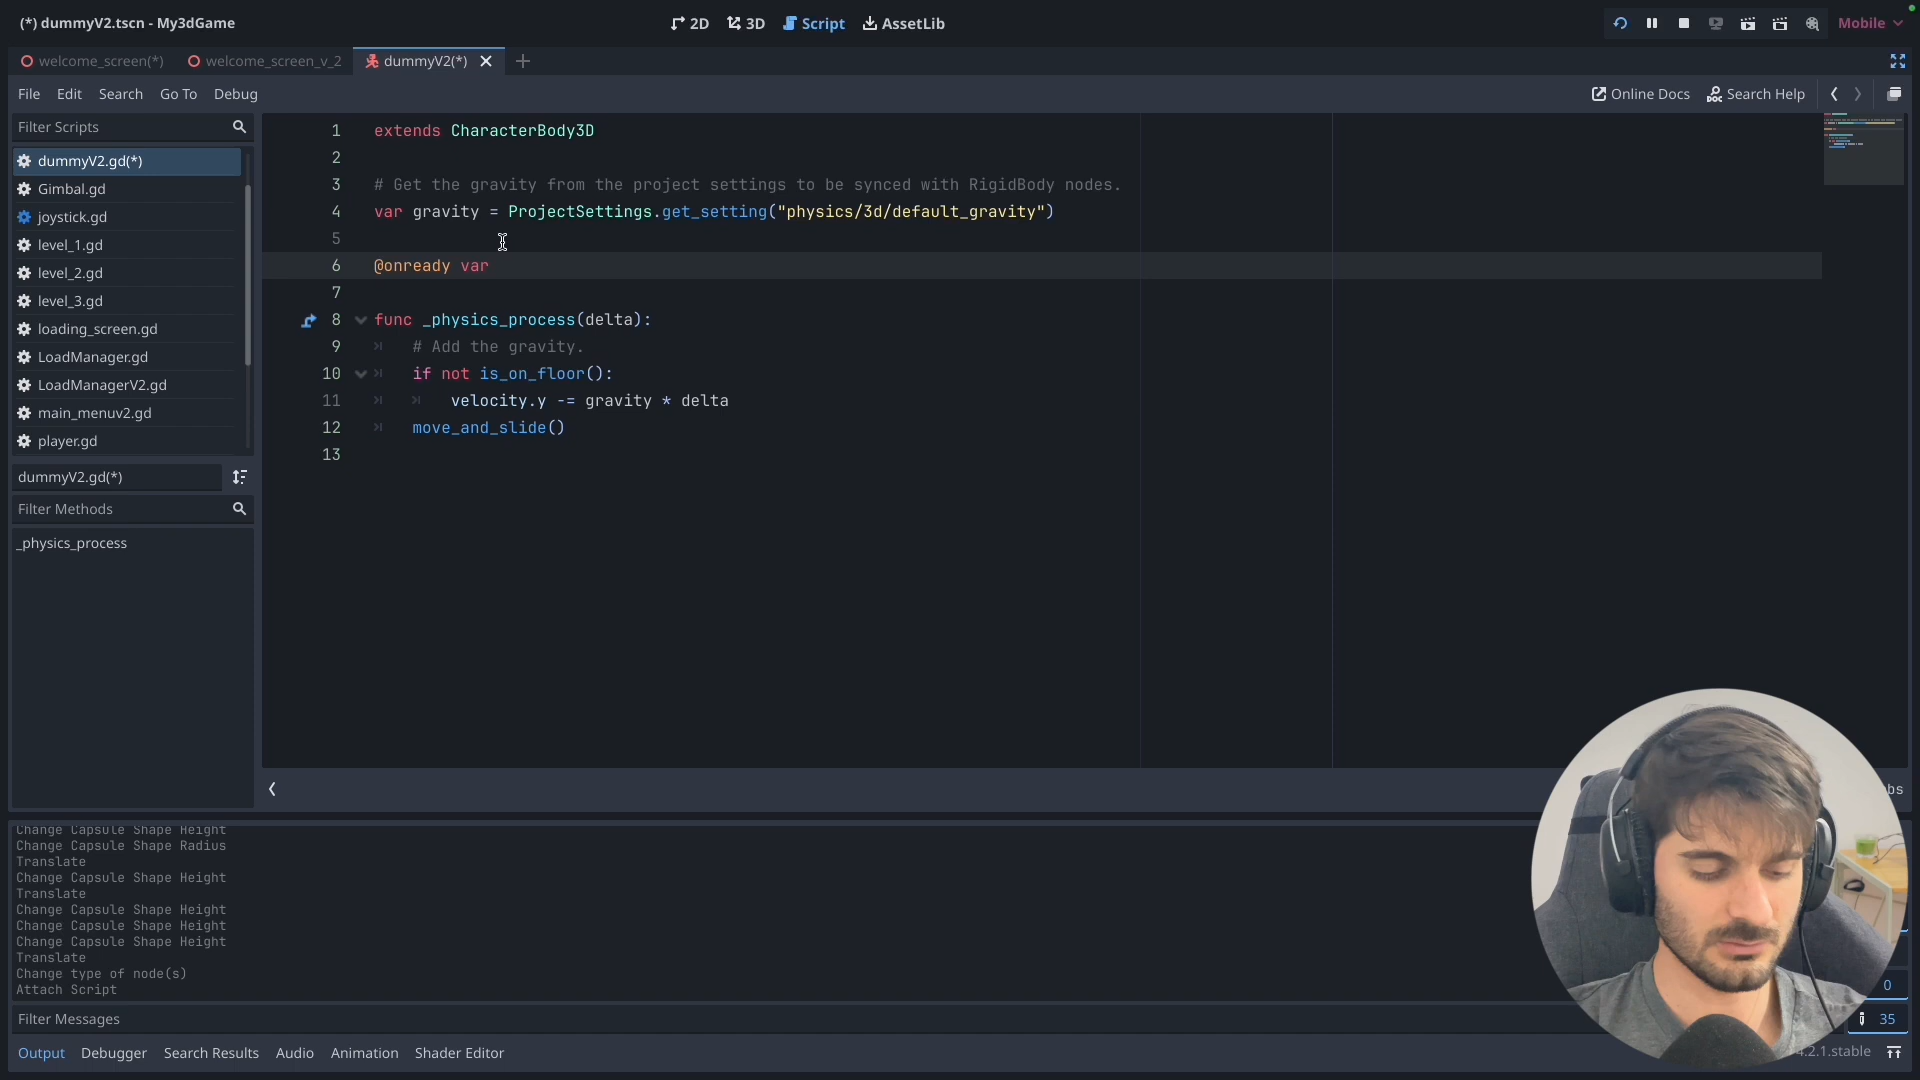 (*) dummyV2.tscn - My3dGame
2D 3D Script AssetLib
Mobile
welcome_screen(*) welcome_screen_v_2 dummyV2(*)
File Edit Search Go To Debug
Online Docs Search Help
Filter Scripts
dummyV2.gd(*)
Gimbal.gd
joystick.gd
level_1.gd
level_2.gd
level_3.gd
loading_screen.gd
LoadManager.gd
LoadManagerV2.gd
main_menuv2.gd
player.gd
dummyV2.gd(*)
Filter Methods
_physics_process
1 extends CharacterBody3D
2
3 # Get the gravity from the project settings to be synced with RigidBody nodes.
4 var gravity = ProjectSettings.get_setting("physics/3d/default_gravity")
5
6 @onready var
7
8 func _physics_process(delta):
9 # Add the gravity.
10 if not is_on_floor():
11 velocity.y -= gravity * delta
12 move_and_slide()
13
Change Capsule Shape Height
Change Capsule Shape Radius
Translate
Change Capsule Shape Height
Translate
Change Capsule Shape Height
Change Capsule Shape Height
Change Capsule Shape Height
Translate
Change type of node(s)
Attach Script
0
Filter Messages
35
Output Debugger Search Results Audio Animation Shader Editor
4.2.1.stable